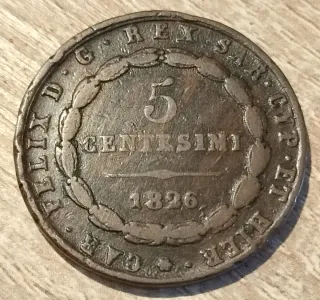 CAR · FELIX D · G · REX SAR · CYP · ET HIER
5
CENTESIMI
1826